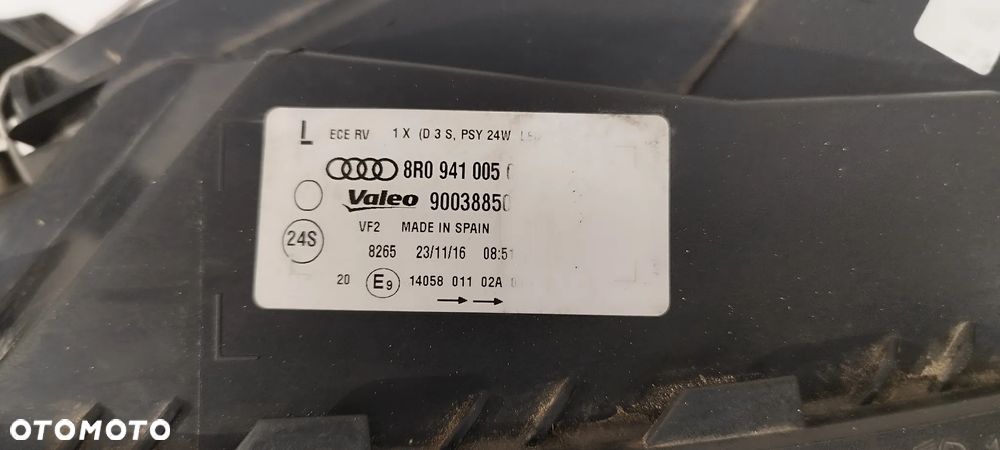 L ECE RV 1 X (D 3 S, PSY 24W
8R0 941 005
Valeo 90038850
VF2 MADE IN SPAIN
24S
8265 23/11/16 08:51
20 E9 14058 011 02A
OTOMOTO